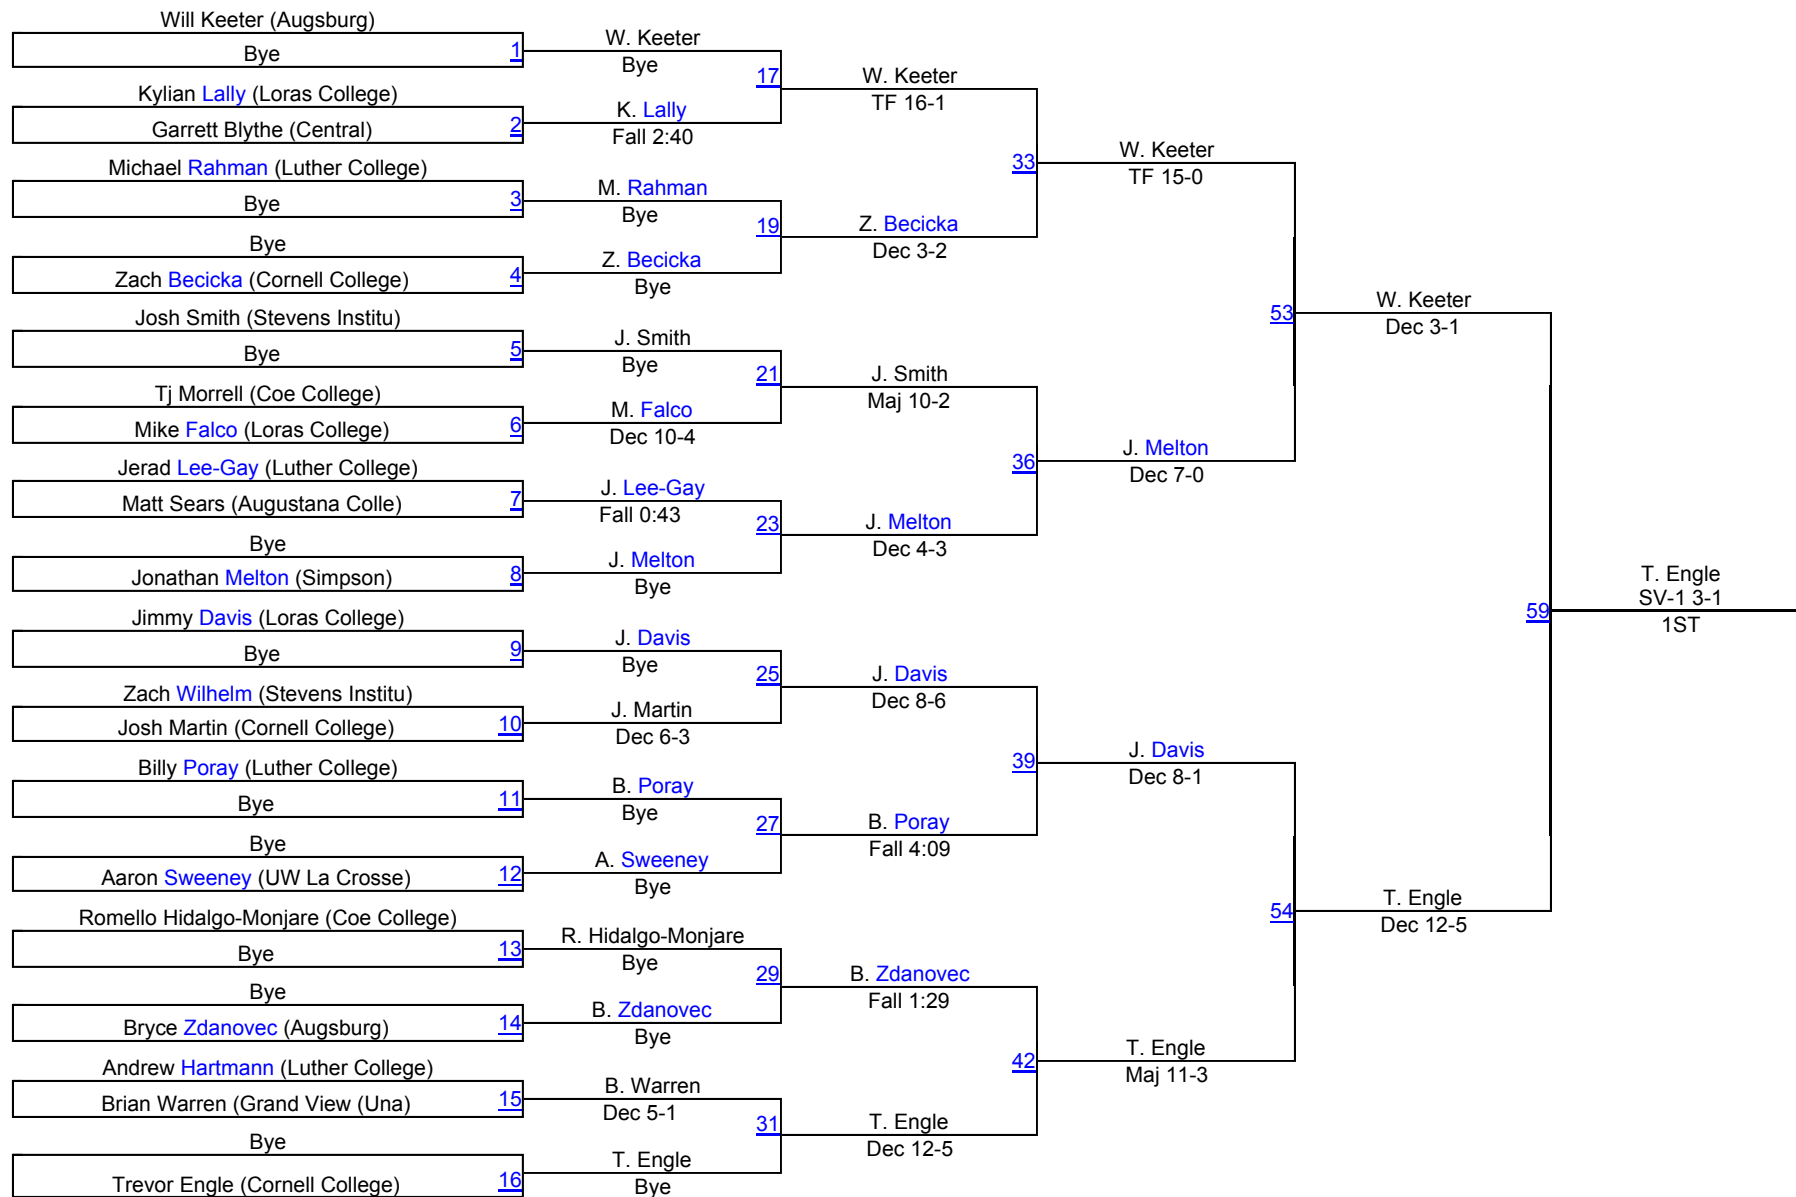 Will Keeter (Augsburg)
Bye 1
Kylian Lally (Loras College)
Garrett Blythe (Central) 2
Michael Rahman (Luther College)
Bye 3
Bye
Zach Becicka (Cornell College) 4
Josh Smith (Stevens Institu)
Bye 5
Tj Morrell (Coe College)
Mike Falco (Loras College) 6
Jerad Lee-Gay (Luther College)
Matt Sears (Augustana Colle) 7
Bye
Jonathan Melton (Simpson) 8
Jimmy Davis (Loras College)
Bye 9
Zach Wilhelm (Stevens Institu)
Josh Martin (Cornell College) 10
Billy Poray (Luther College)
Bye 11
Bye
Aaron Sweeney (UW La Crosse) 12
Romello Hidalgo-Monjare (Coe College)
Bye 13
Bye
Bryce Zdanovec (Augsburg) 14
Andrew Hartmann (Luther College)
Brian Warren (Grand View (Una) 15
Bye
Trevor Engle (Cornell College) 16
W. Keeter
Bye
17
K. Lally
Fall 2:40
M. Rahman
Bye
19
Z. Becicka
Bye
J. Smith
Bye
21
M. Falco
Dec 10-4
J. Lee-Gay
Fall 0:43
23
J. Melton
Bye
J. Davis
Bye
25
J. Martin
Dec 6-3
B. Poray
Bye
27
A. Sweeney
Bye
R. Hidalgo-Monjare
Bye
29
B. Zdanovec
Bye
B. Warren
Dec 5-1
31
T. Engle
Bye
W. Keeter
TF 16-1
33
Z. Becicka
Dec 3-2
J. Smith
Maj 10-2
36
J. Melton
Dec 4-3
J. Davis
Dec 8-6
39
B. Poray
Fall 4:09
B. Zdanovec
Fall 1:29
42
T. Engle
Dec 12-5
W. Keeter
TF 15-0
53
J. Melton
Dec 7-0
J. Davis
Dec 8-1
54
T. Engle
Maj 11-3
W. Keeter
Dec 3-1
59
T. Engle
Dec 12-5
T. Engle
SV-1 3-1
1ST